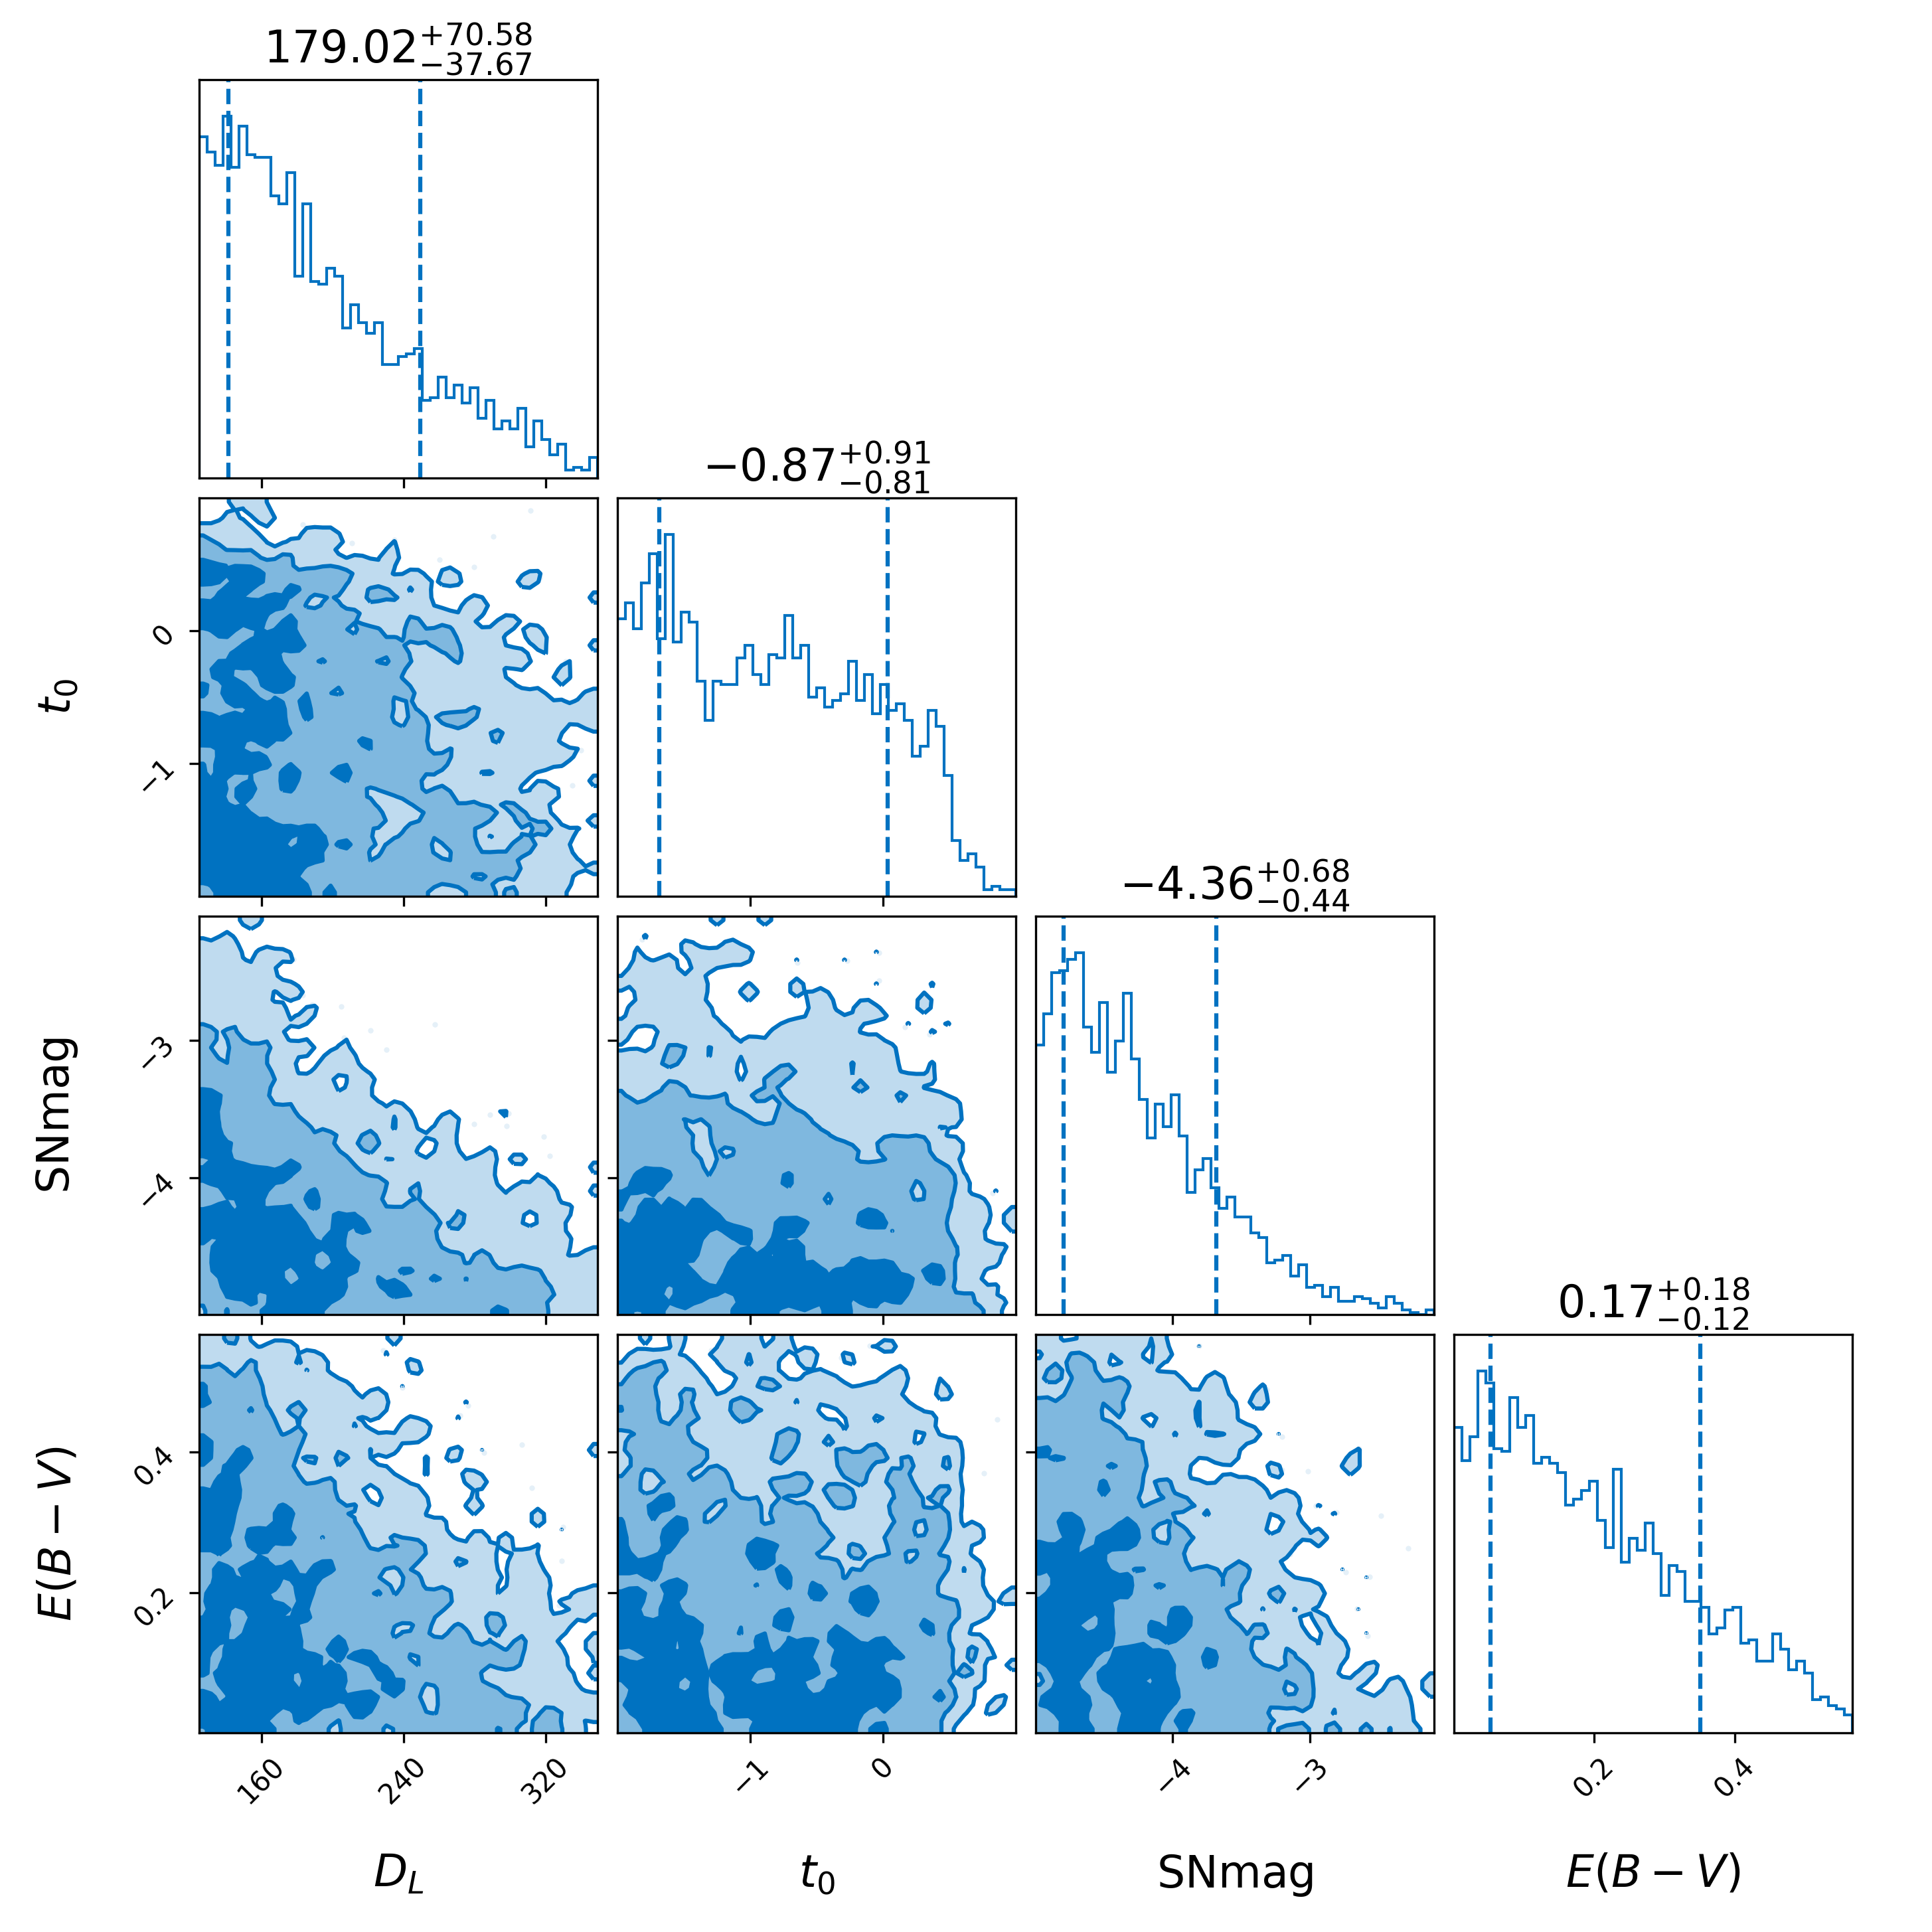 179.02+70.58−37.67
−0.87+0.91−0.81
t0
0
−1
−4.36+0.68−0.44
SNmag
−3
−4
0.17+0.18−0.12
E(B − V)
0.4
0.2
160 240 320 −1 0 −4 −3 0.2 0.4
DL t0 SNmag E(B − V)